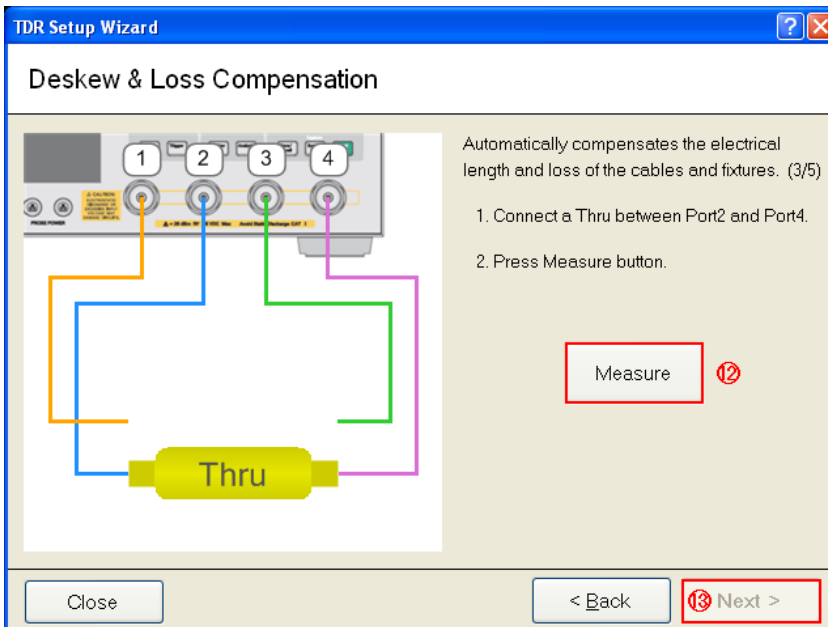 TDR Setup Wizard
?
Deskew & Loss Compensation
1
2
3
4
PROBE POWER
Automatically compensates the electrical
length and loss of the cables and fixtures. (3/5)
1. Connect a Thru between Port2 and Port4.
2. Press Measure button.
Measure
⑫
Thru
Close
< Back
⑬ Next >